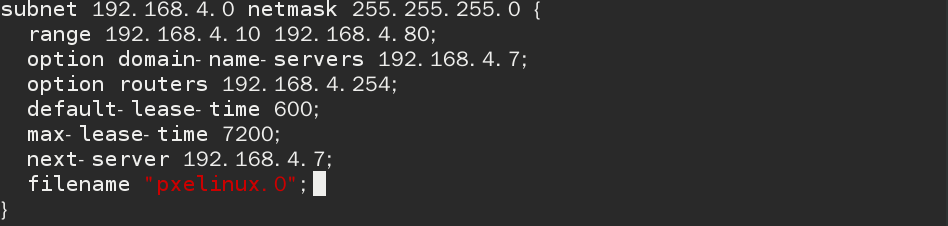 subnet 192.168.4.0 netmask 255.255.255.0 {
range 192.168.4.10 192.168.4.80;
option domain-name-servers 192.168.4.7;
option routers 192.168.4.254;
default-lease-time 600;
max-lease-time 7200;
next-server 192.168.4.7;
filename "pxelinux.0";
}